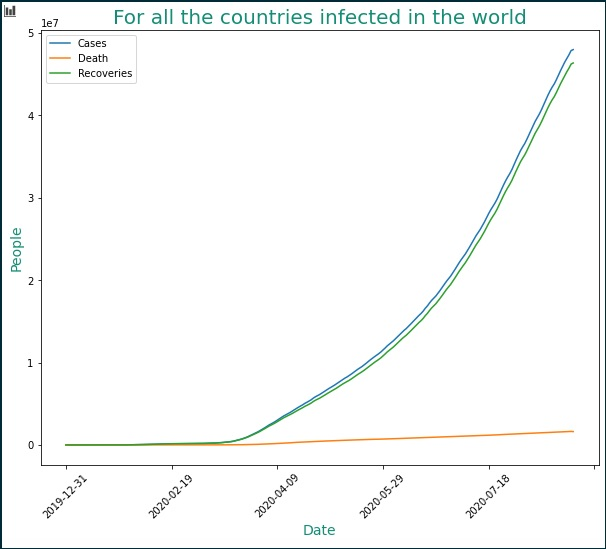 For all the countries infected in the world
1e7
Cases
Death
Recoveries
5
4
3
2
1
0
People
2019-12-31
2020-02-19
2020-04-09
2020-05-29
2020-07-18
Date